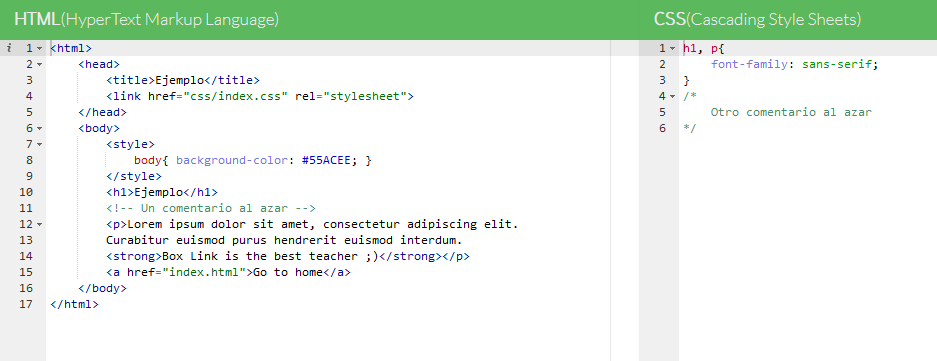 HTML(HyperText Markup Language)
i 1 <html>
2 <head>
3 <title>Ejemplo</title>
4 <link href="css/index.css" rel="stylesheet">
5 </head>
6 <body>
7 <style>
8 body{ background-color: #55ACEE; }
9 </style>
10 <h1>Ejemplo</h1>
11 <!-- Un comentario al azar -->
12 <p>Lorem ipsum dolor sit amet, consectetur adipiscing elit.
13 Curabitur euismod purus hendrerit euismod interdum.
14 <strong>Box Link is the best teacher ;)</strong></p>
15 <a href="index.html">Go to home</a>
16 </body>
17 </html>
CSS(Cascading Style Sheets)
1 h1, p{
2 font-family: sans-serif;
3 }
4 /*
5 Otro comentario al azar
6 */